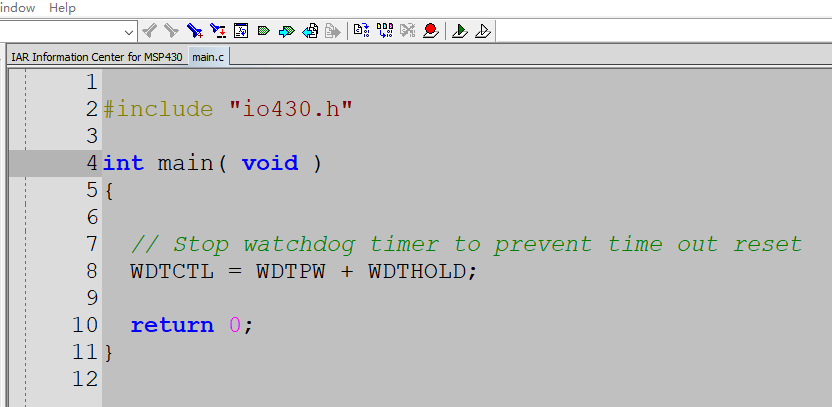 indow Help
IAR Information Center for MSP430 main.c
1
2 #include "io430.h"
3
4 int main( void )
5 {
6
7 // Stop watchdog timer to prevent time out reset
8 WDTCTL = WDTPW + WDTHOLD;
9
10 return 0;
11 }
12